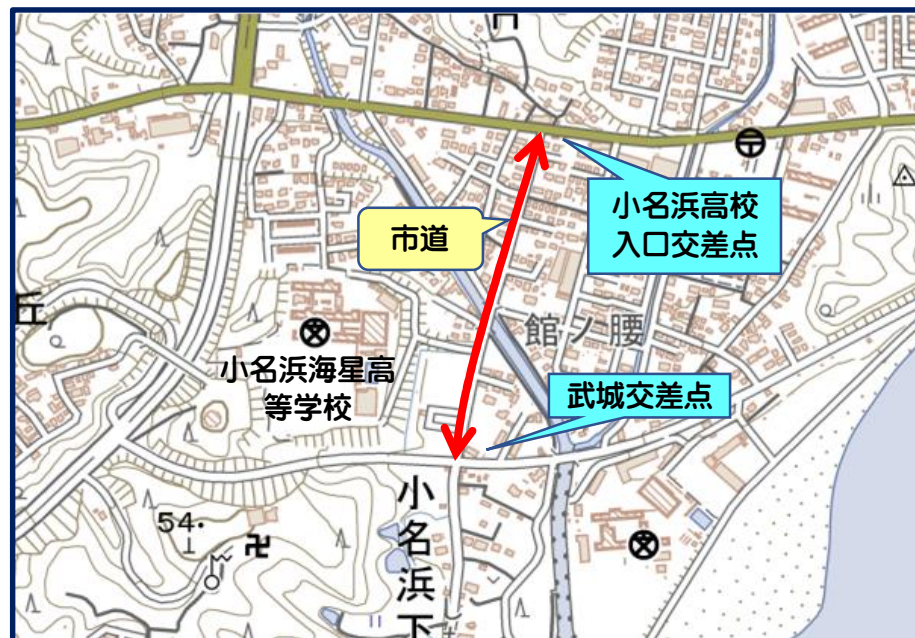 小名浜高校
入口交差点
市道
丘
館ノ腰
小名浜海星高
等学校
武城交差点
小名浜下
54